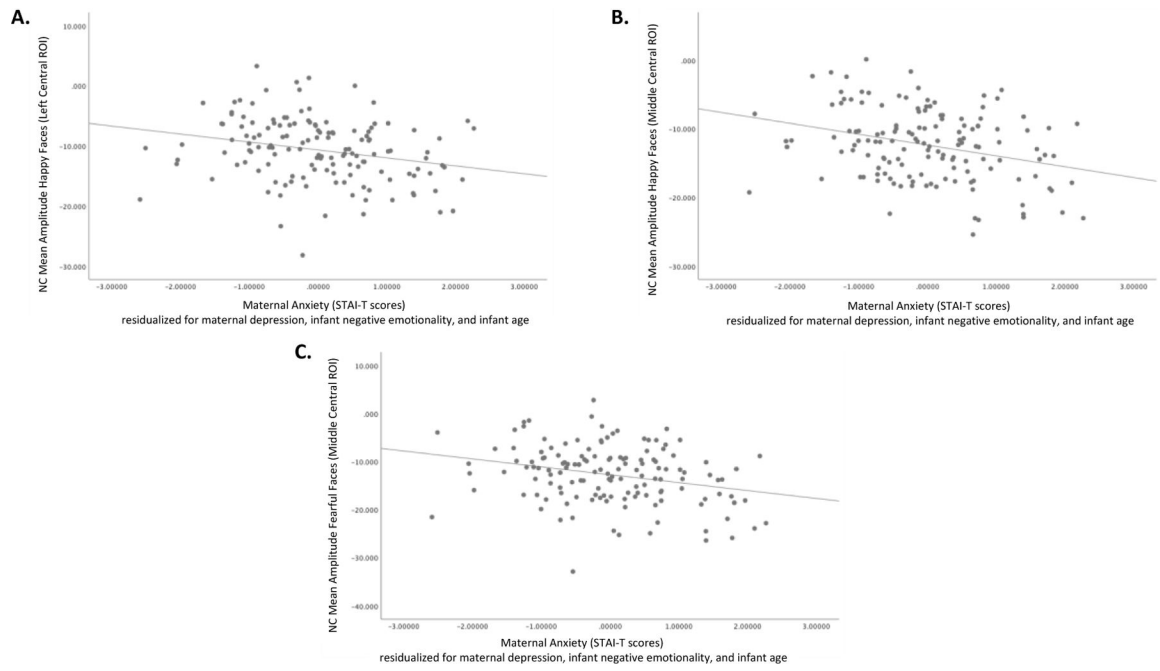 A.
NC Mean Amplitude Happy Faces (Left Central ROI)
10.000
.000
-10.000
-20.000
-30.000
-3.00000 -2.00000 -1.00000 .00000 1.00000 2.00000 3.00000
Maternal Anxiety (STAI-T scores)
residualized for maternal depression, infant negative emotionality, and infant age
B.
NC Mean Amplitude Happy Faces (Middle Central ROI)
.000
-10.000
-20.000
-30.000
-3.00000 -2.00000 -1.00000 .00000 1.00000 2.00000 3.00000
Maternal Anxiety (STAI-T scores)
residualized for maternal depression, infant negative emotionality, and infant age
C.
NC Mean Amplitude Fearful Faces (Middle Central ROI)
10.000
.000
-10.000
-20.000
-30.000
-40.000
-3.00000 -2.00000 -1.00000 .00000 1.00000 2.00000 3.00000
Maternal Anxiety (STAI-T scores)
residualized for maternal depression, infant negative emotionality, and infant age